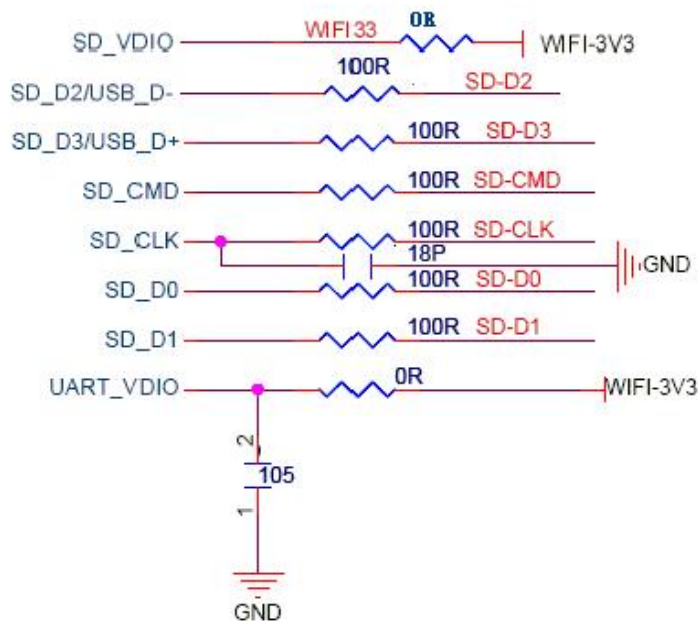 0R
SD_VDIO WIFI33 WIFI-3V3
100R
SD_D2/USB_D- SD-D2
SD_D3/USB_D+ 100R SD-D3
SD_CMD 100R SD-CMD
SD_CLK 100R SD-CLK
18P GND
SD_D0 100R SD-D0
SD_D1 100R SD-D1
UART_VDIO 0R WIFI-3V3
2
105
1
GND